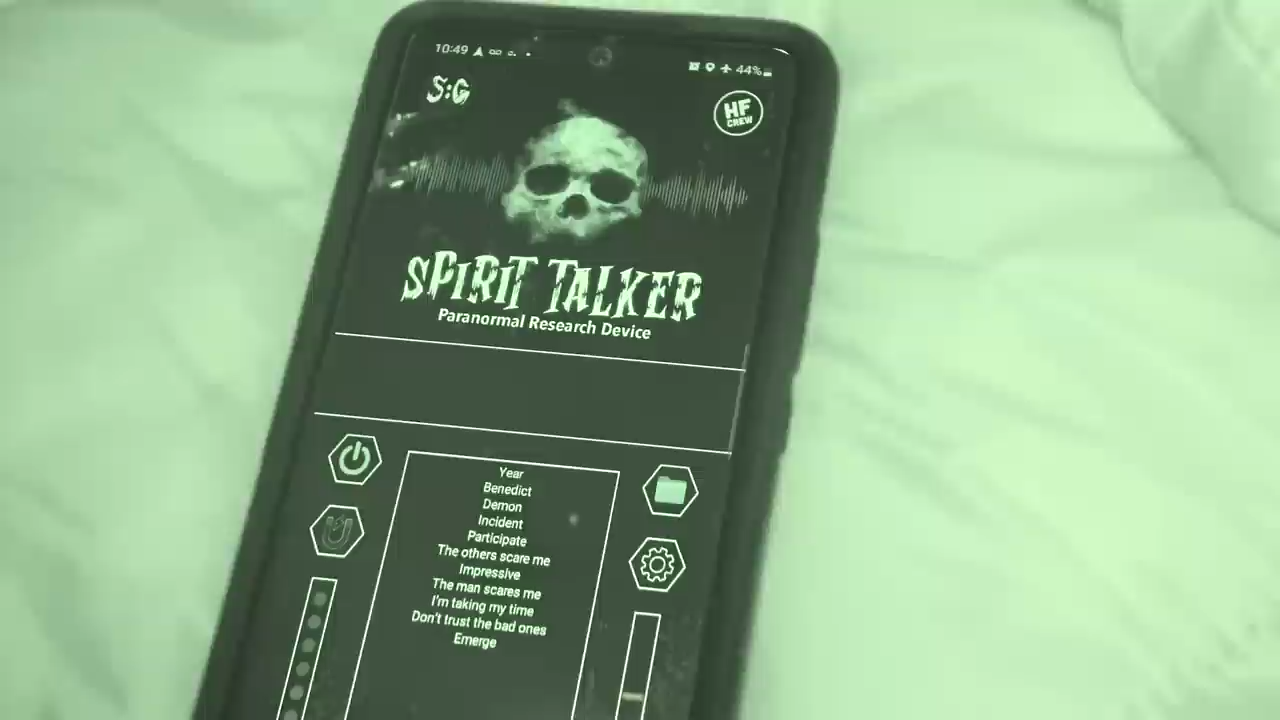 10:49
44%
S:G
HF
CREW
SPIRIT TALKER
Paranormal Research Device
Year
Benedict
Demon
Incident
Participate
The others scare me
Impressive
The man scares me
I'm taking my time
Don't trust the bad ones
Emerge